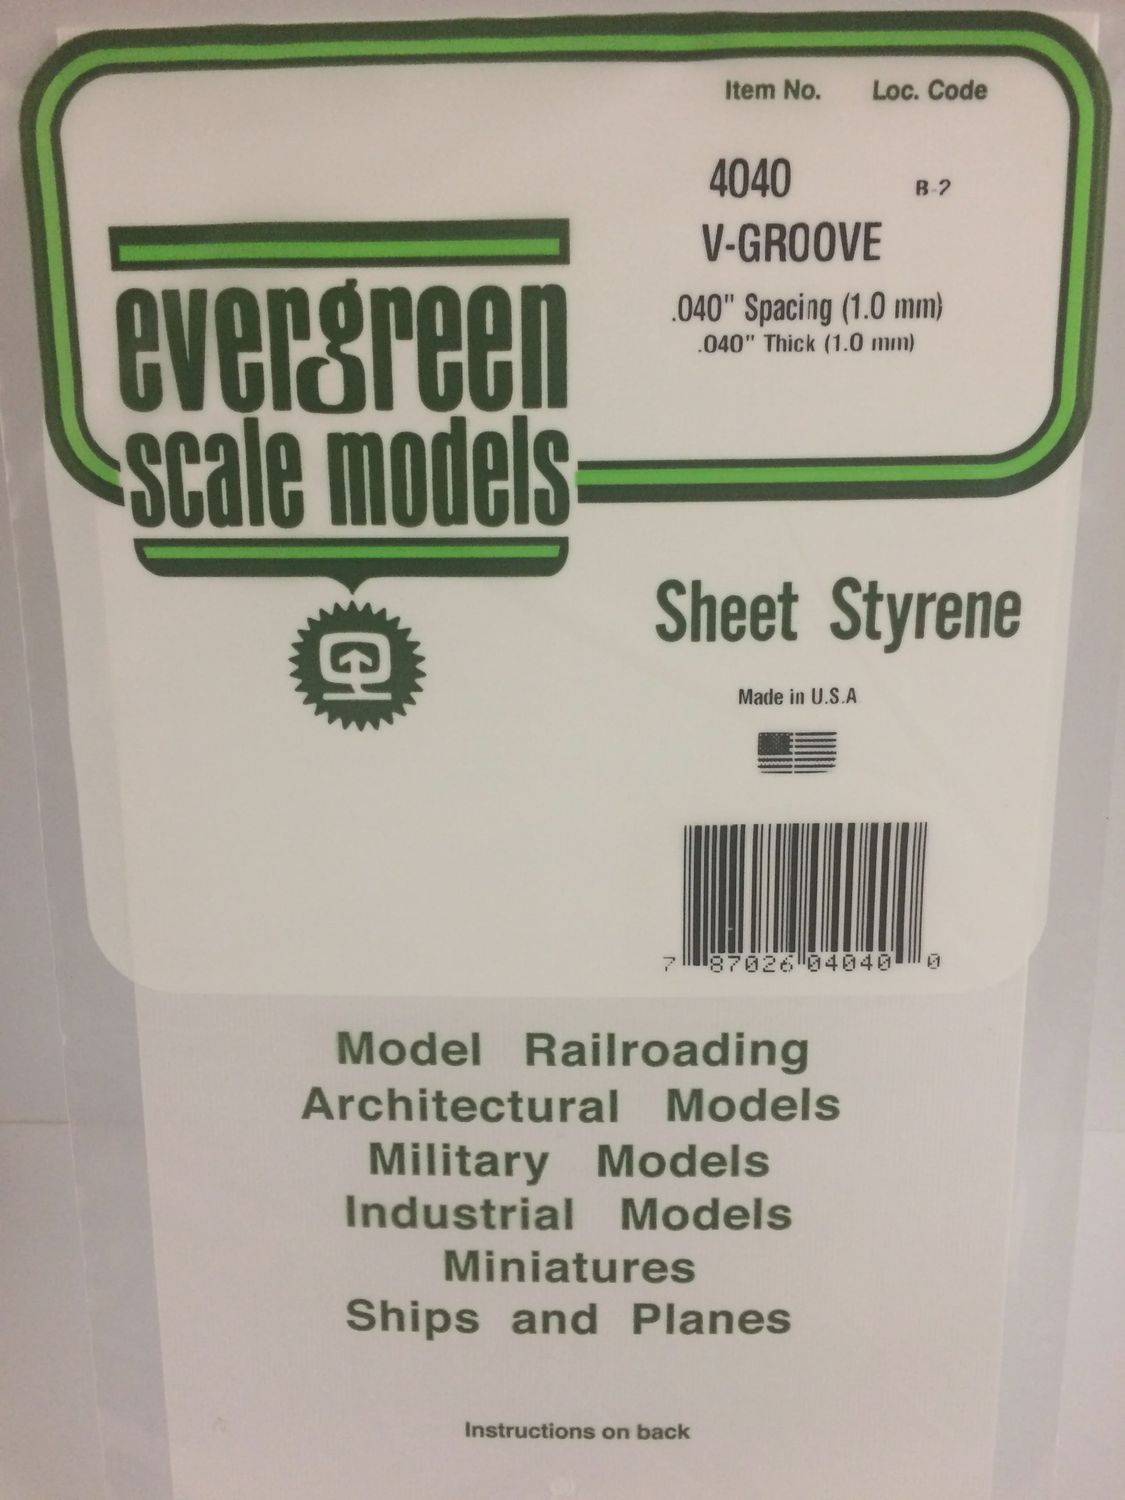 Item No. Loc. Code
4040 B-2
V-GROOVE
.040" Spacing (1.0 mm)
.040" Thick (1.0 mm)
evergreen
scale models
Sheet Styrene
Made in U.S.A
7 87026 04040 0
Model Railroading
Architectural Models
Military Models
Industrial Models
Miniatures
Ships and Planes
Instructions on back